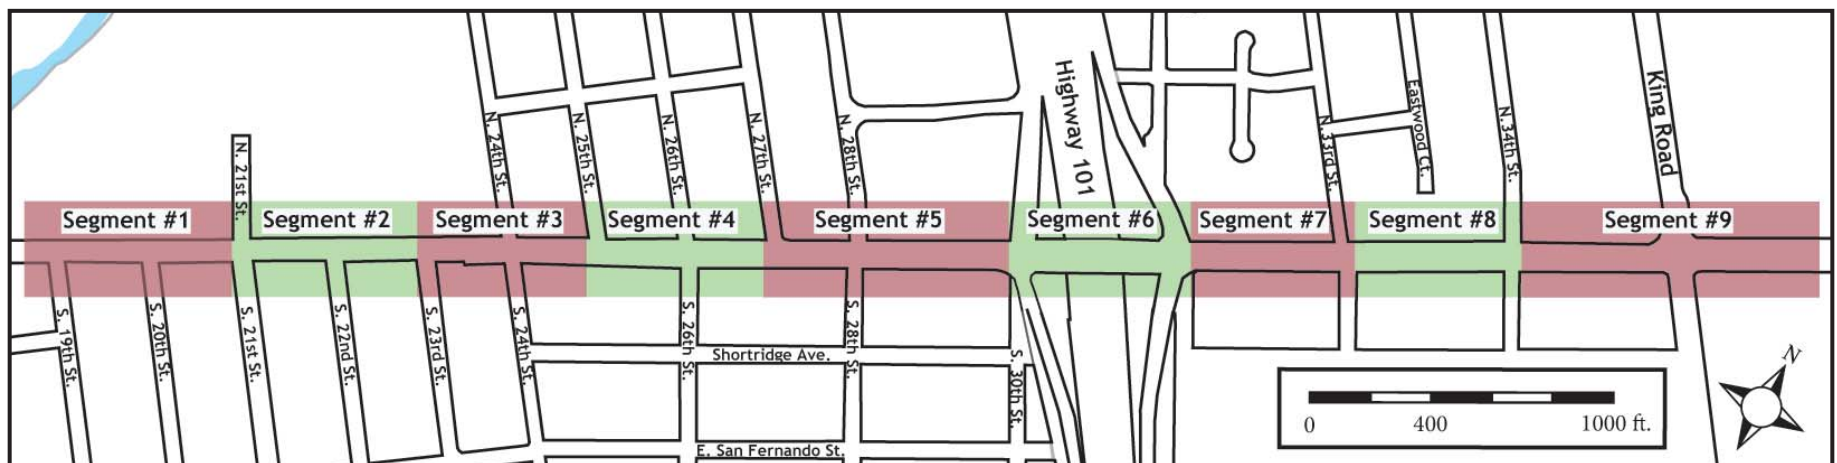 N. 21st St.
N. 24th St.
N. 25th St.
N. 26th St.
N. 27th St.
N. 28th St.
Highway 101
N. 33rd St.
Eastwood Ct.
N.34th St.
King Road
Segment #1
Segment #2
Segment #3
Segment #4
Segment #5
Segment #6
Segment #7
Segment #8
Segment #9
S. 19th St.
S. 20th St.
S. 21st St.
S. 22nd St.
S. 23rd St.
S. 24th St.
S. 26th St.
S. 28th St.
S. 30th St.
Shortridge Ave.
E. San Fernando St.
N
0 400 1000 ft.